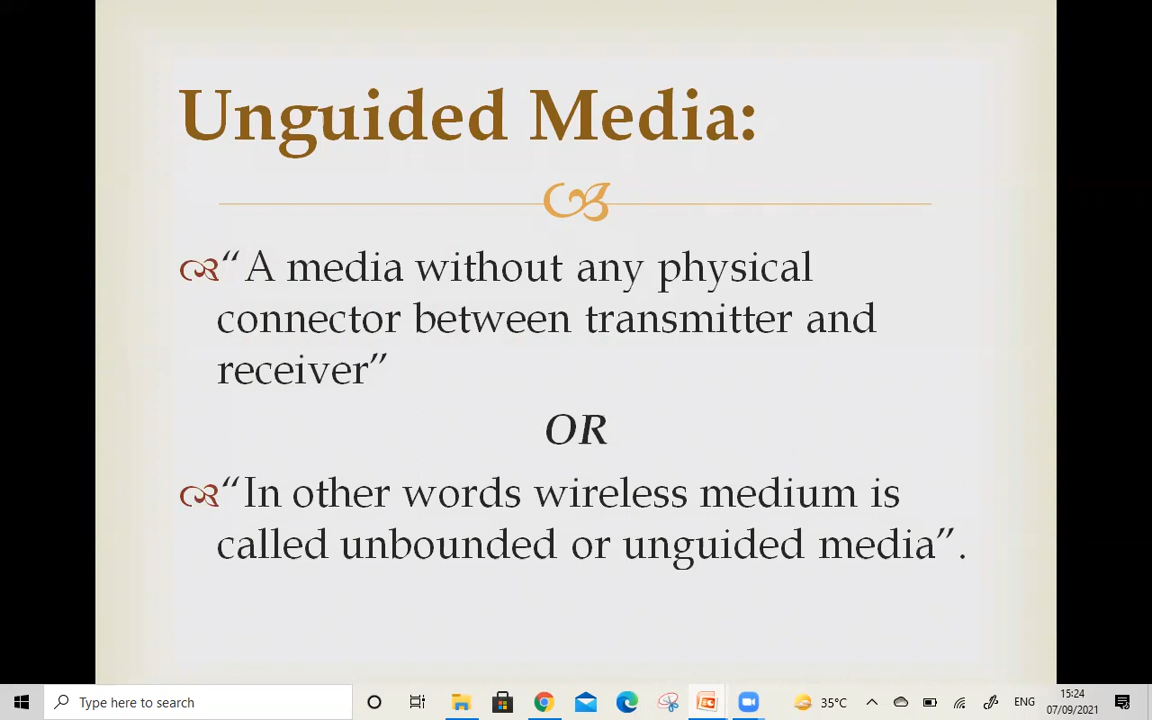 Unguided Media:
“A media without any physical
connector between transmitter and
receiver”
OR
“In other words wireless medium is
called unbounded or unguided media”.
Type here to search
35°C
ENG
15:24
07/09/2021